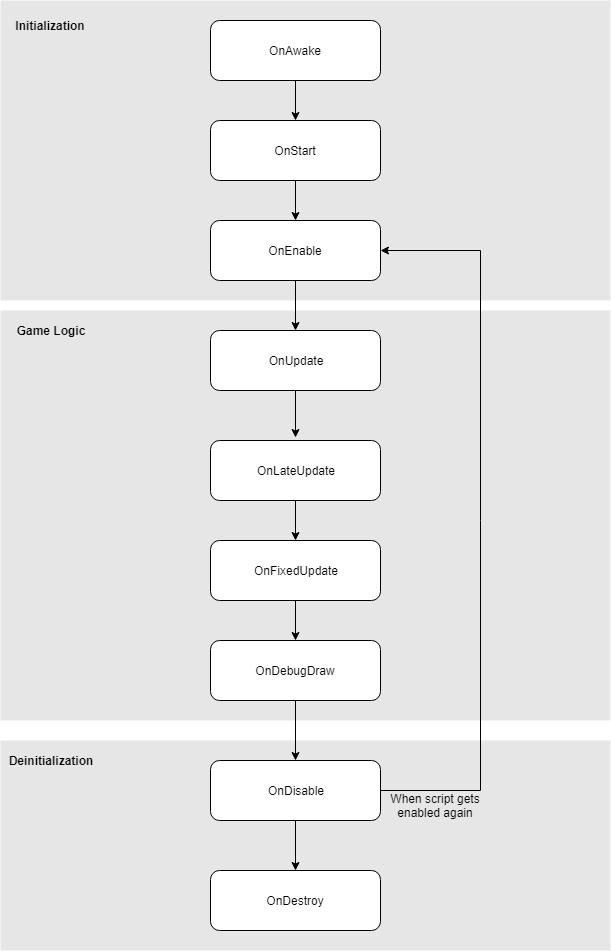 Initialization
OnAwake
OnStart
OnEnable
Game Logic
OnUpdate
OnLateUpdate
OnFixedUpdate
OnDebugDraw
Deinitialization
OnDisable
When script gets
enabled again
OnDestroy